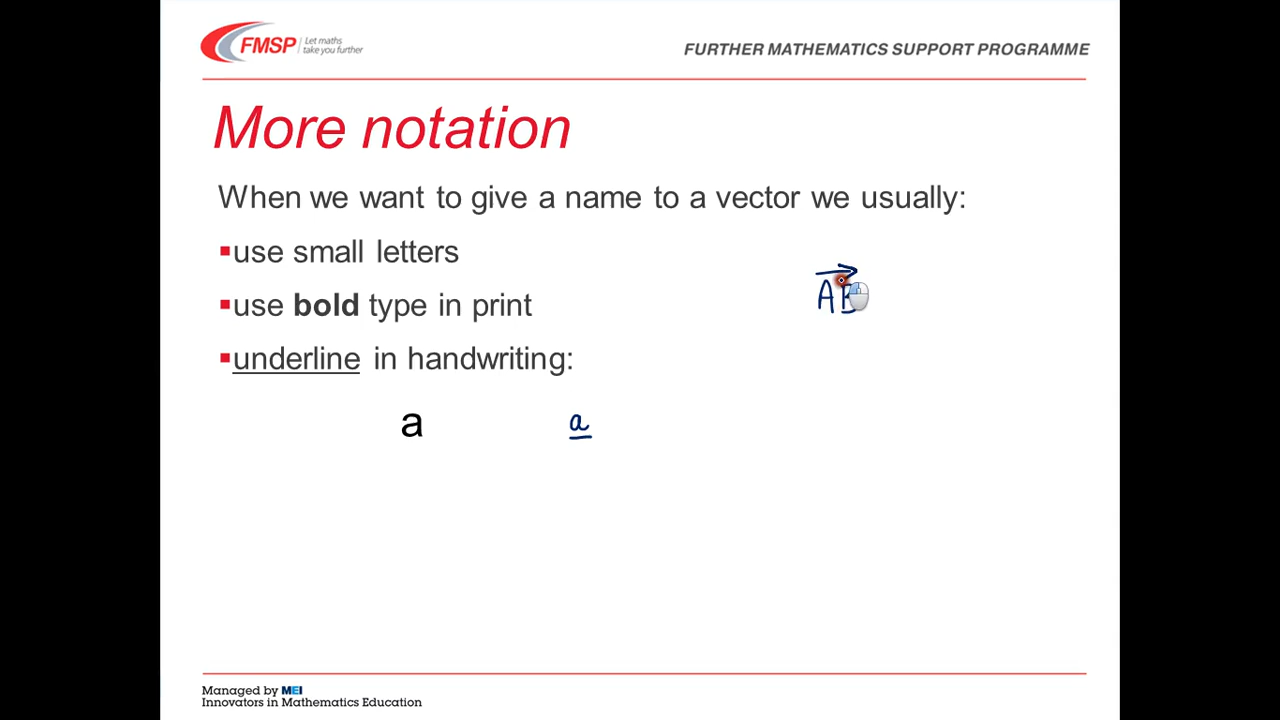 FMSP Let maths
take you further
FURTHER MATHEMATICS SUPPORT PROGRAMME
More notation
When we want to give a name to a vector we usually:
▪use small letters
▪use bold type in print
▪underline in handwriting:
AB
a a
Managed by MEI
Innovators in Mathematics Education